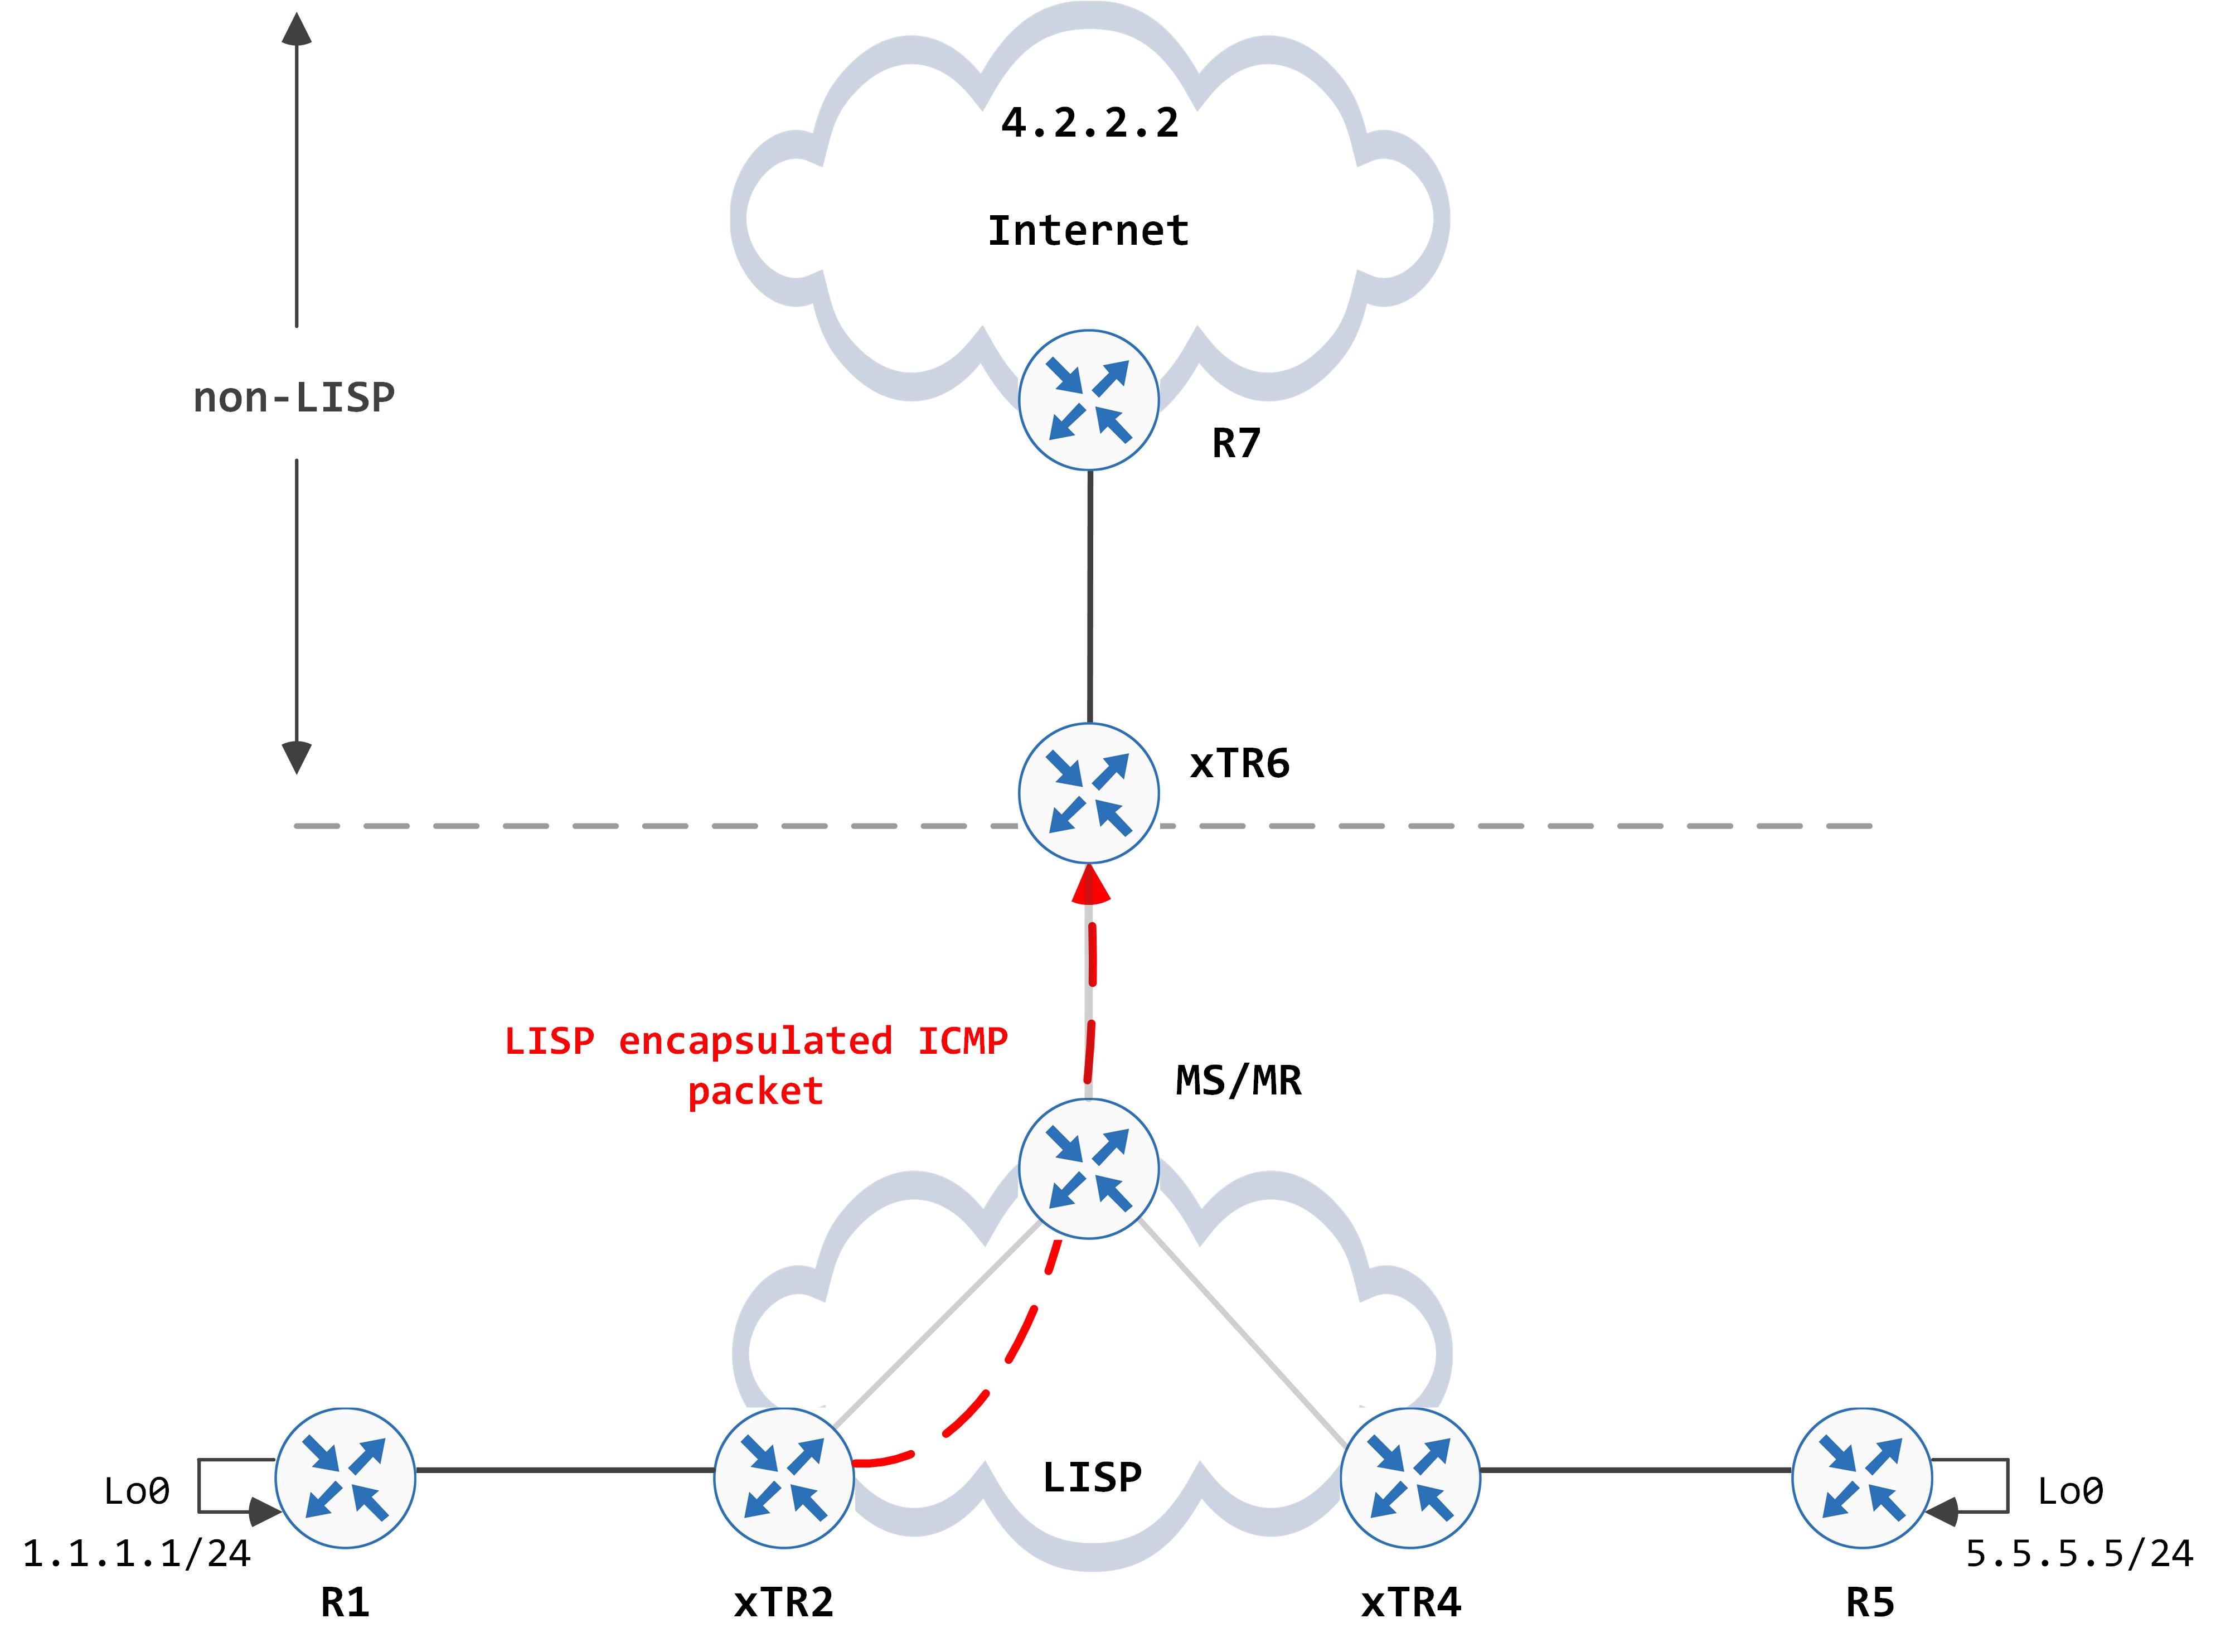 4.2.2.2
Internet
non-LISP
R7
xTR6
LISP encapsulated ICMP
packet
MS/MR
LISP
Lo0
1.1.1.1/24
Lo0
5.5.5.5/24
R1
xTR2
xTR4
R5